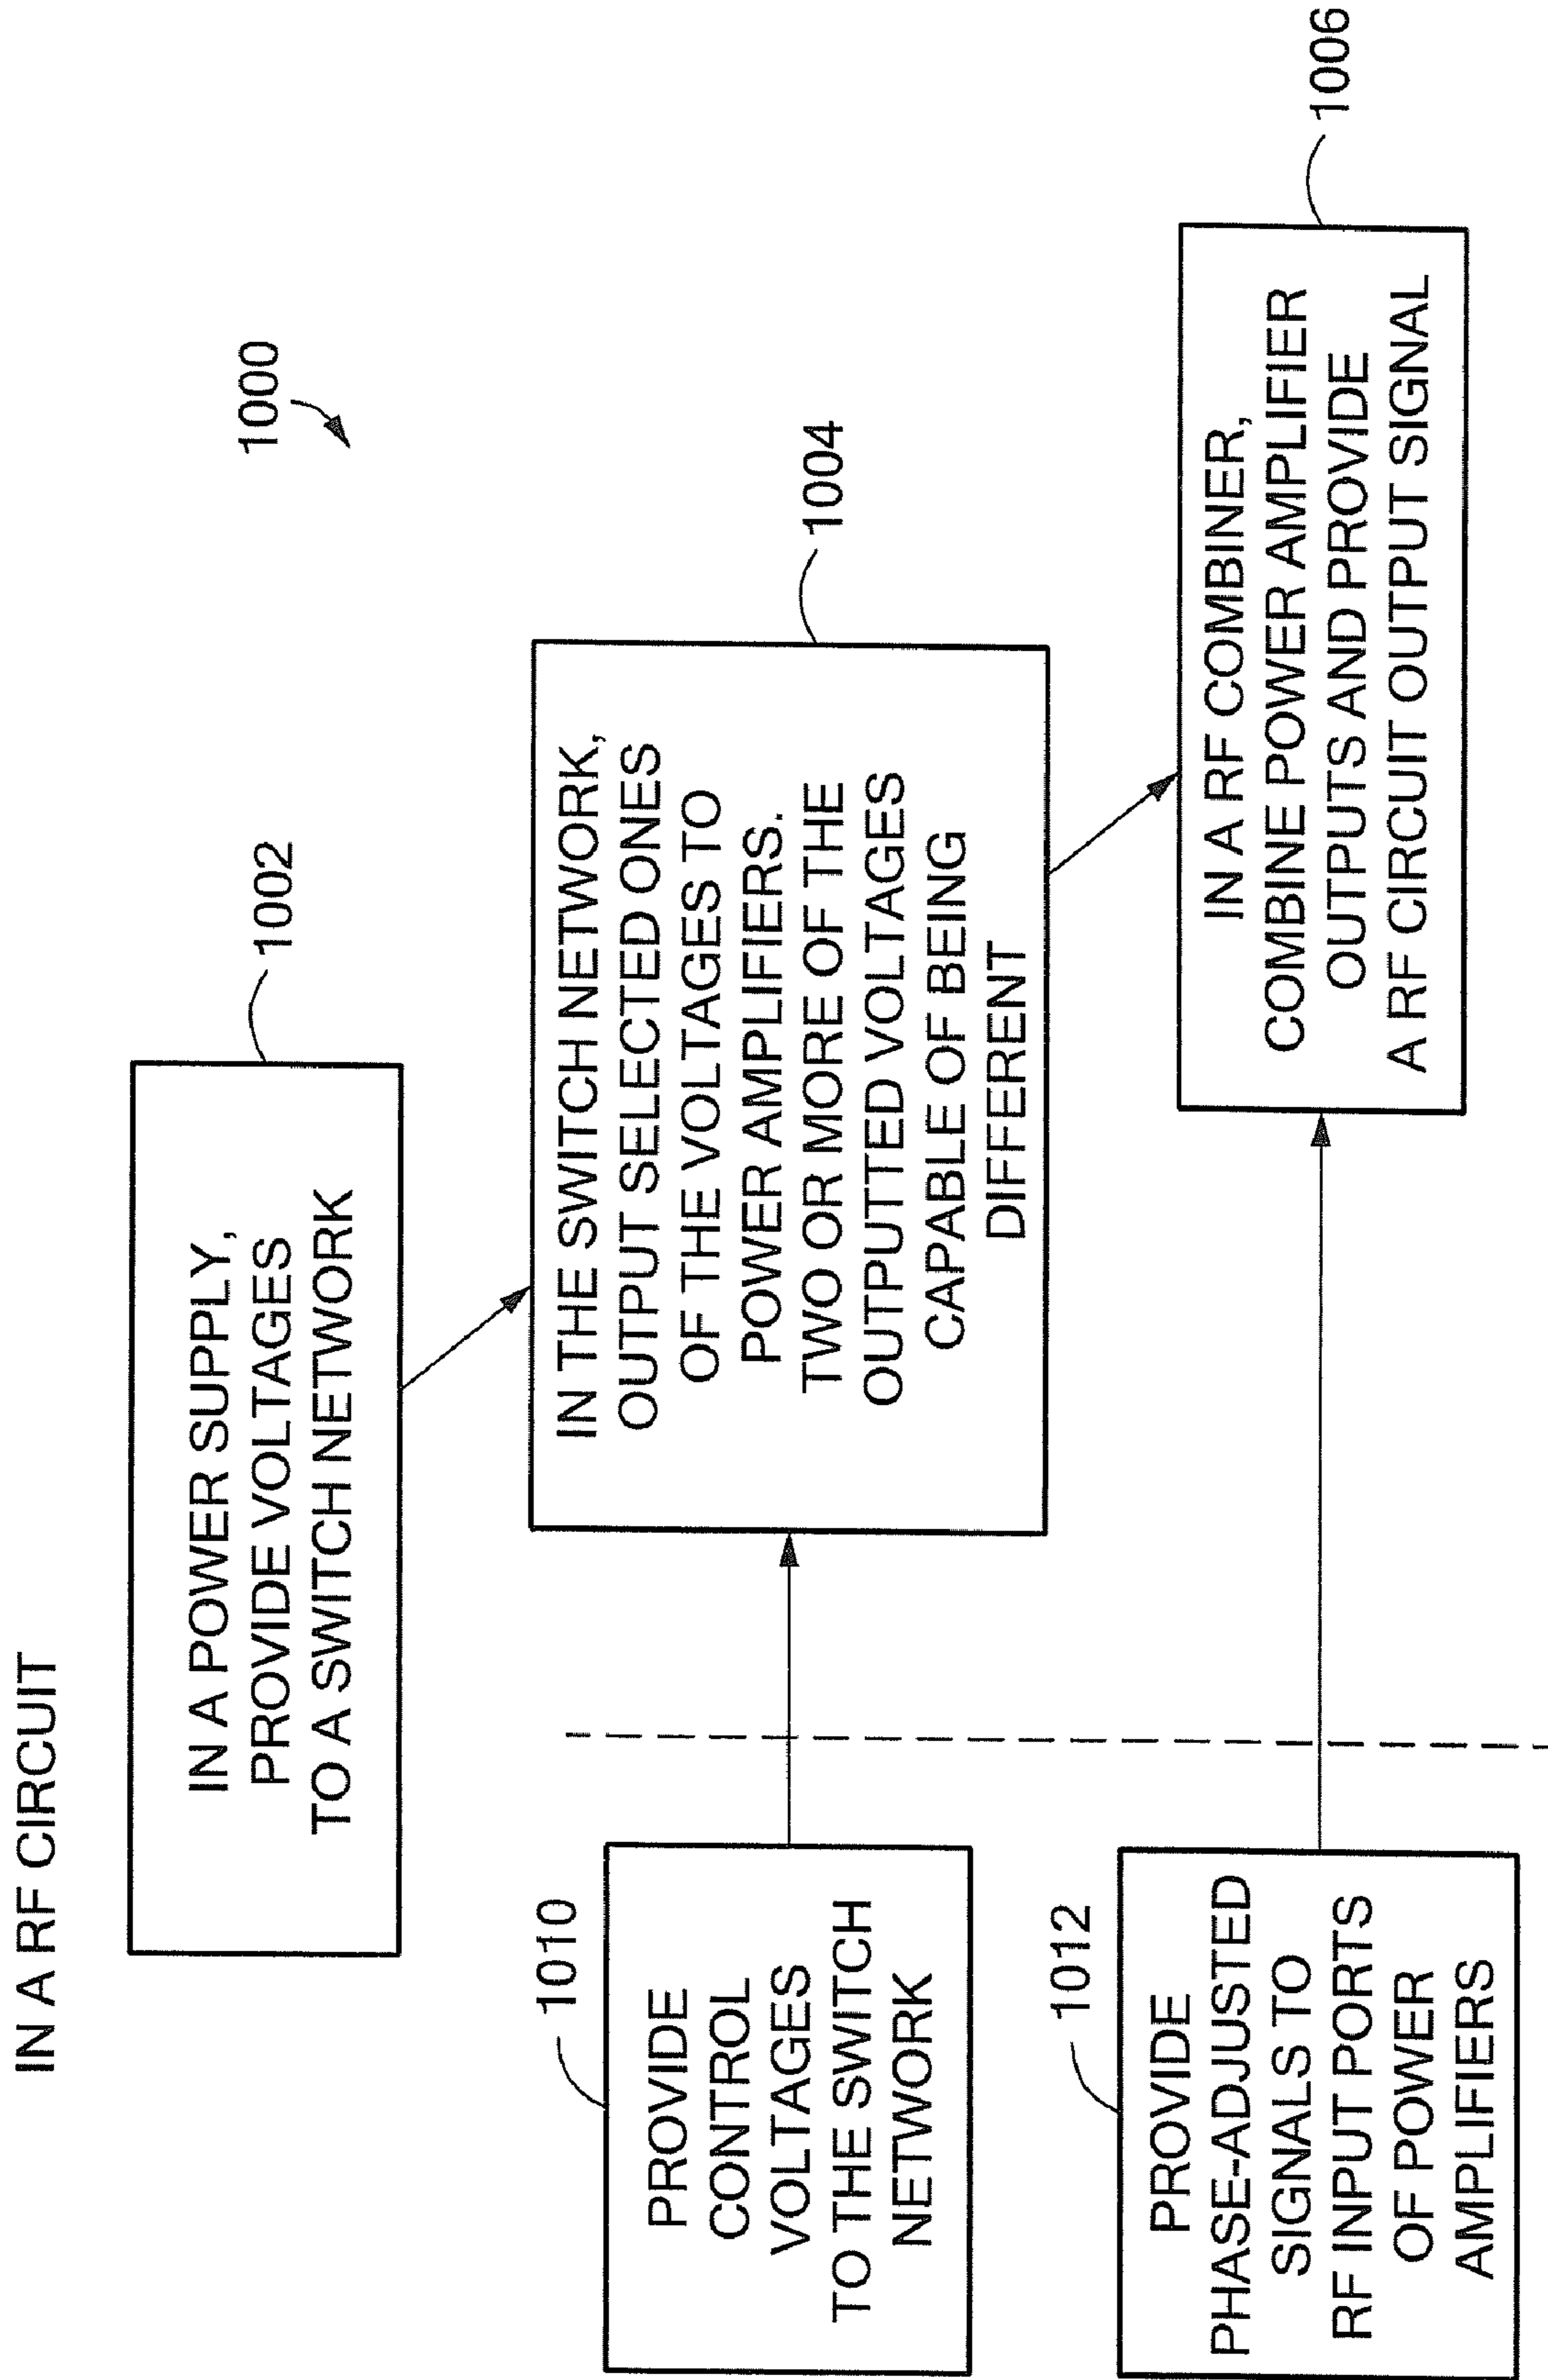 IN A RF CIRCUIT
1000
1002
IN A POWER SUPPLY,
PROVIDE VOLTAGES
TO A SWITCH NETWORK
1004
IN THE SWITCH NETWORK,
OUTPUT SELECTED ONES
OF THE VOLTAGES TO
POWER AMPLIFIERS.
TWO OR MORE OF THE
OUTPUTTED VOLTAGES
CAPABLE OF BEING
DIFFERENT
1010
PROVIDE
CONTROL
VOLTAGES
TO THE SWITCH
NETWORK
1006
IN A RF COMBINER,
COMBINE POWER AMPLIFIER
OUTPUTS AND PROVIDE
A RF CIRCUIT OUTPUT SIGNAL
1012
PROVIDE
PHASE-ADJUSTED
SIGNALS TO
RF INPUT PORTS
OF POWER
AMPLIFIERS